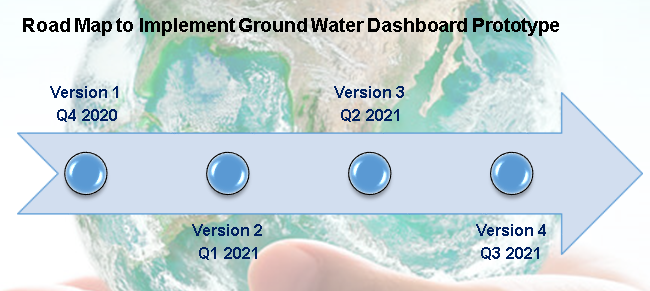 Road Map to Implement Ground Water Dashboard Prototype
Version 1
Q4 2020
Version 2
Q1 2021
Version 3
Q2 2021
Version 4
Q3 2021